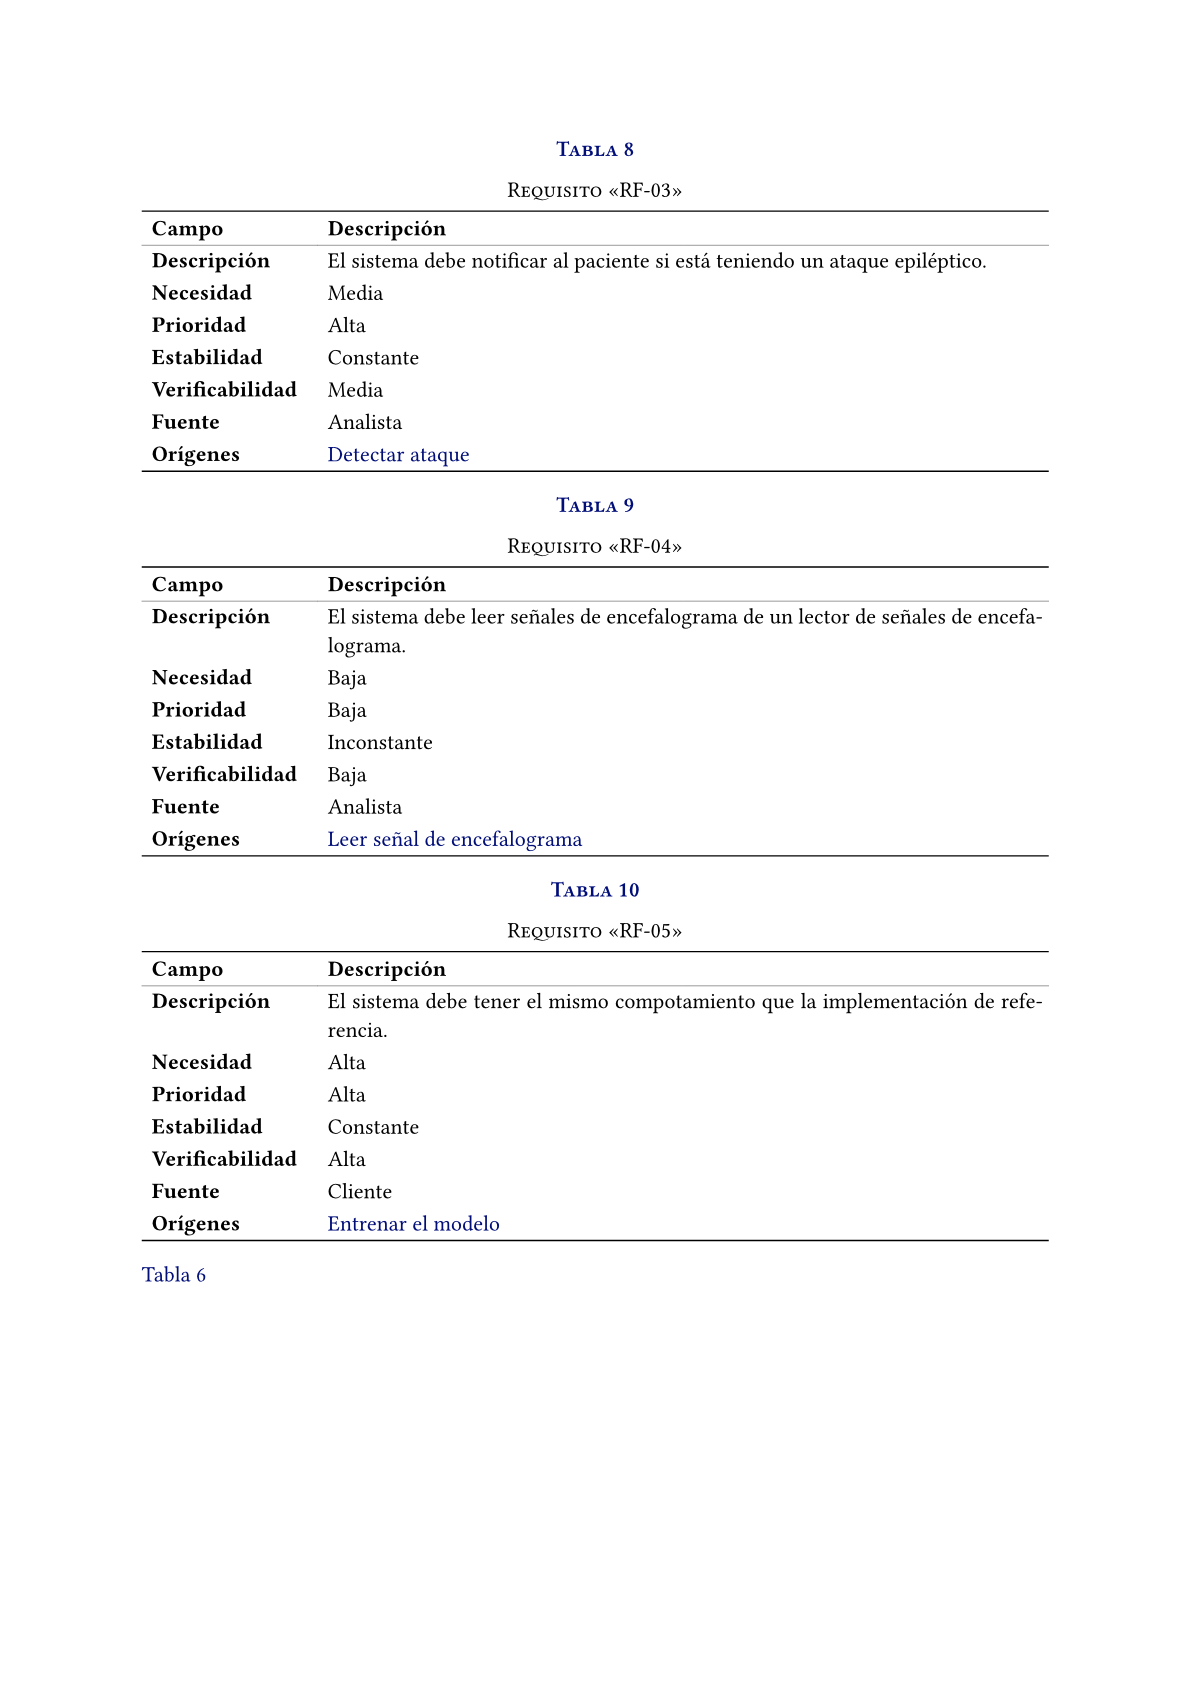 Tabla 8
Requisito «RF-03»
Campo Descripción
Descripción El sistema debe notificar al paciente si está teniendo un ataque epiléptico.
Necesidad Media
Prioridad Alta
Estabilidad Constante
Verificabilidad Media
Fuente Analista
Orígenes Detectar ataque
Tabla 9
Requisito «RF-04»
Campo Descripción
Descripción El sistema debe leer señales de encefalograma de un lector de señales de encefa-
lograma.
Necesidad Baja
Prioridad Baja
Estabilidad Inconstante
Verificabilidad Baja
Fuente Analista
Orígenes Leer señal de encefalograma
Tabla 10
Requisito «RF-05»
Campo Descripción
Descripción El sistema debe tener el mismo compotamiento que la implementación de refe-
rencia.
Necesidad Alta
Prioridad Alta
Estabilidad Constante
Verificabilidad Alta
Fuente Cliente
Orígenes Entrenar el modelo
Tabla 6